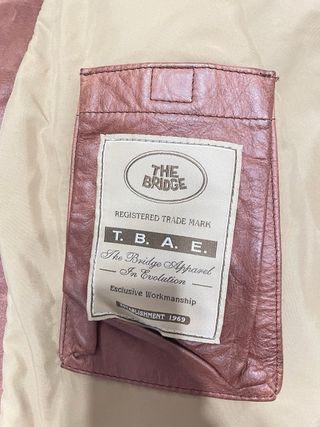 THE
BRIDGE
REGISTERED TRADE MARK
T. B. A. E.
The Bridge Apparel
In Evolution
Exclusive Workmanship
ESTABLISHMENT 1969